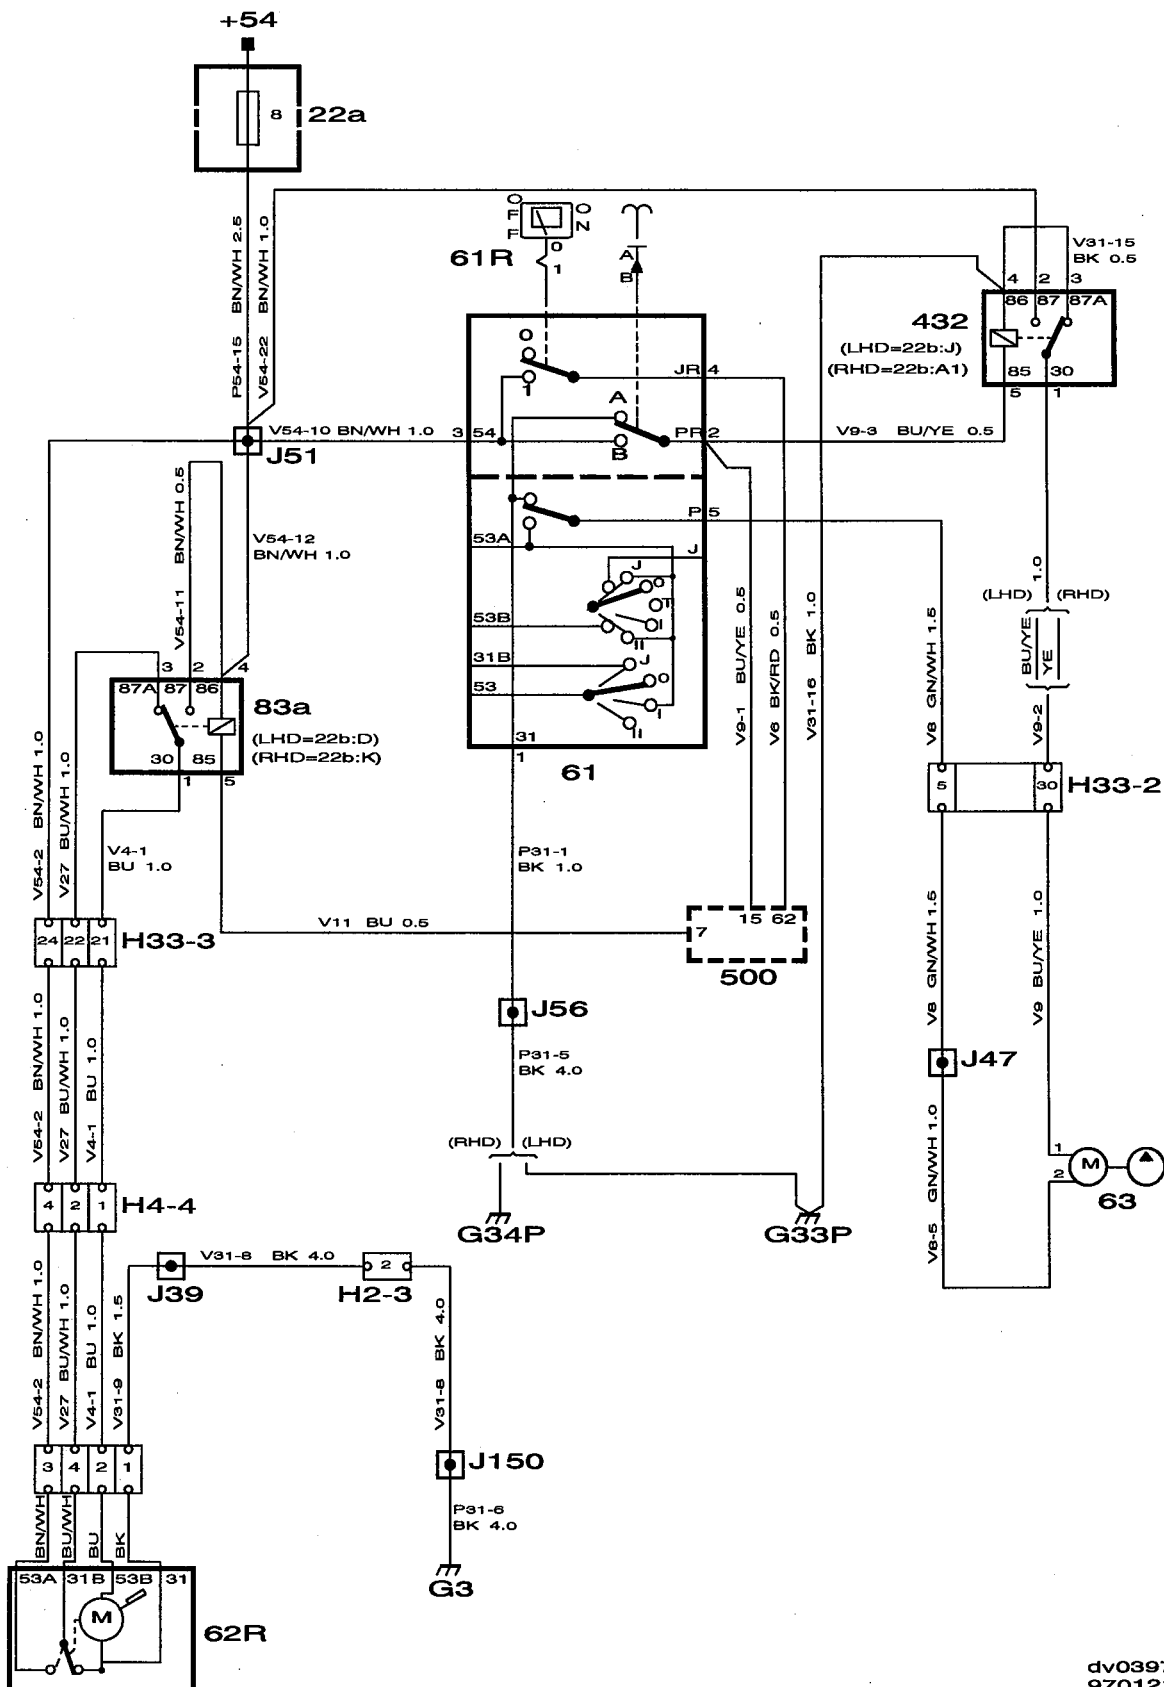 +54
8
22a
P54-15 BN/WH 2.5
V54-22 BN/WH 1.0
OFF
ON
61R
0
1
A
B
V31-15
BK 0.5
4 2 3
86 87 87A
432
(LHD=22b:J)
(RHD=22b:A1)
85 30
5 1
O
1
JR 4
A
V54-10 BN/WH 1.0 3 54
PR 2
V9-3 BU/YE 0.5
B
J51
V54-11 BN/WH 0.5
V54-12
BN/WH 1.0
P 5
53A
J
J
O
T
I
II
53B
31B
J
53
O
I
II
31
1
61
(LHD) 1.0 (RHD)
BU/YE
YE
V9-2
V9-1 BU/YE 0.5
V6 BK/RD 0.5
V31-16 BK 1.0
V8 GN/WH 1.5
3 2 4
87A 87 86
83a
(LHD=22b:D)
(RHD=22b:K)
30 85
1 5
V54-2 BN/WH 1.0
V27 BU/WH 1.0
V4-1
BU 1.0
5 30 H33-2
P31-1
BK 1.0
V11 BU 0.5
15 62
7
500
24 22 21 H33-3
V8 GN/WH 1.5
V9 BU/YE 1.0
J56
P31-5
BK 4.0
J47
V54-2 BN/WH 1.0
V27 BU/WH 1.0
V4-1 BU 1.0
(RHD) (LHD)
1
2
M
63
4 2 1 H4-4
G34P
G33P
V8-5 GN/WH 1.0
V31-8 BK 4.0
2
J39
H2-3
V54-2 BN/WH 1.0
V27 BU/WH 1.0
V4-1 BU 1.0
V31-9 BK 1.5
V31-8 BK 4.0
3 4 2 1
J150
P31-6
BK 4.0
BN/WH
BU/WH
BU
BK
53A 31B 53B 31
G3
M
62R
dv0397